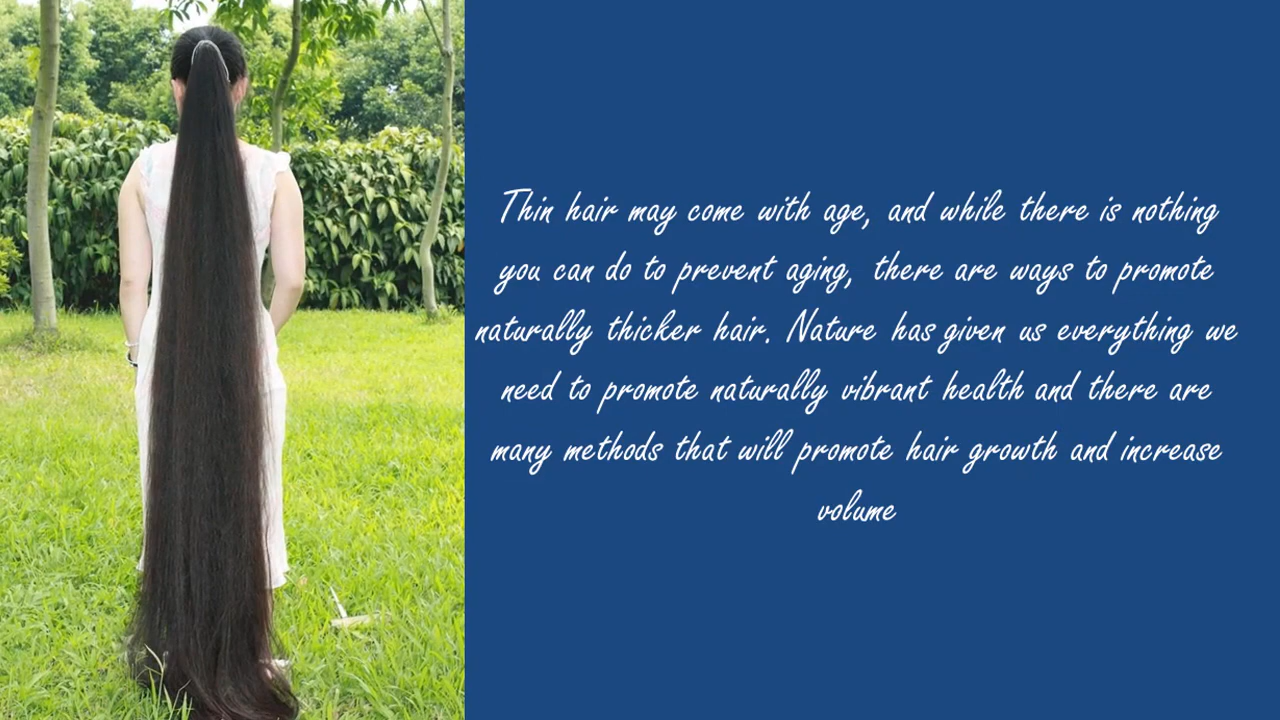 Thin hair may come with age, and while there is nothing
you can do to prevent aging, there are ways to promote
naturally thicker hair. Nature has given us everything we
need to promote naturally vibrant health and there are
many methods that will promote hair growth and increase
volume